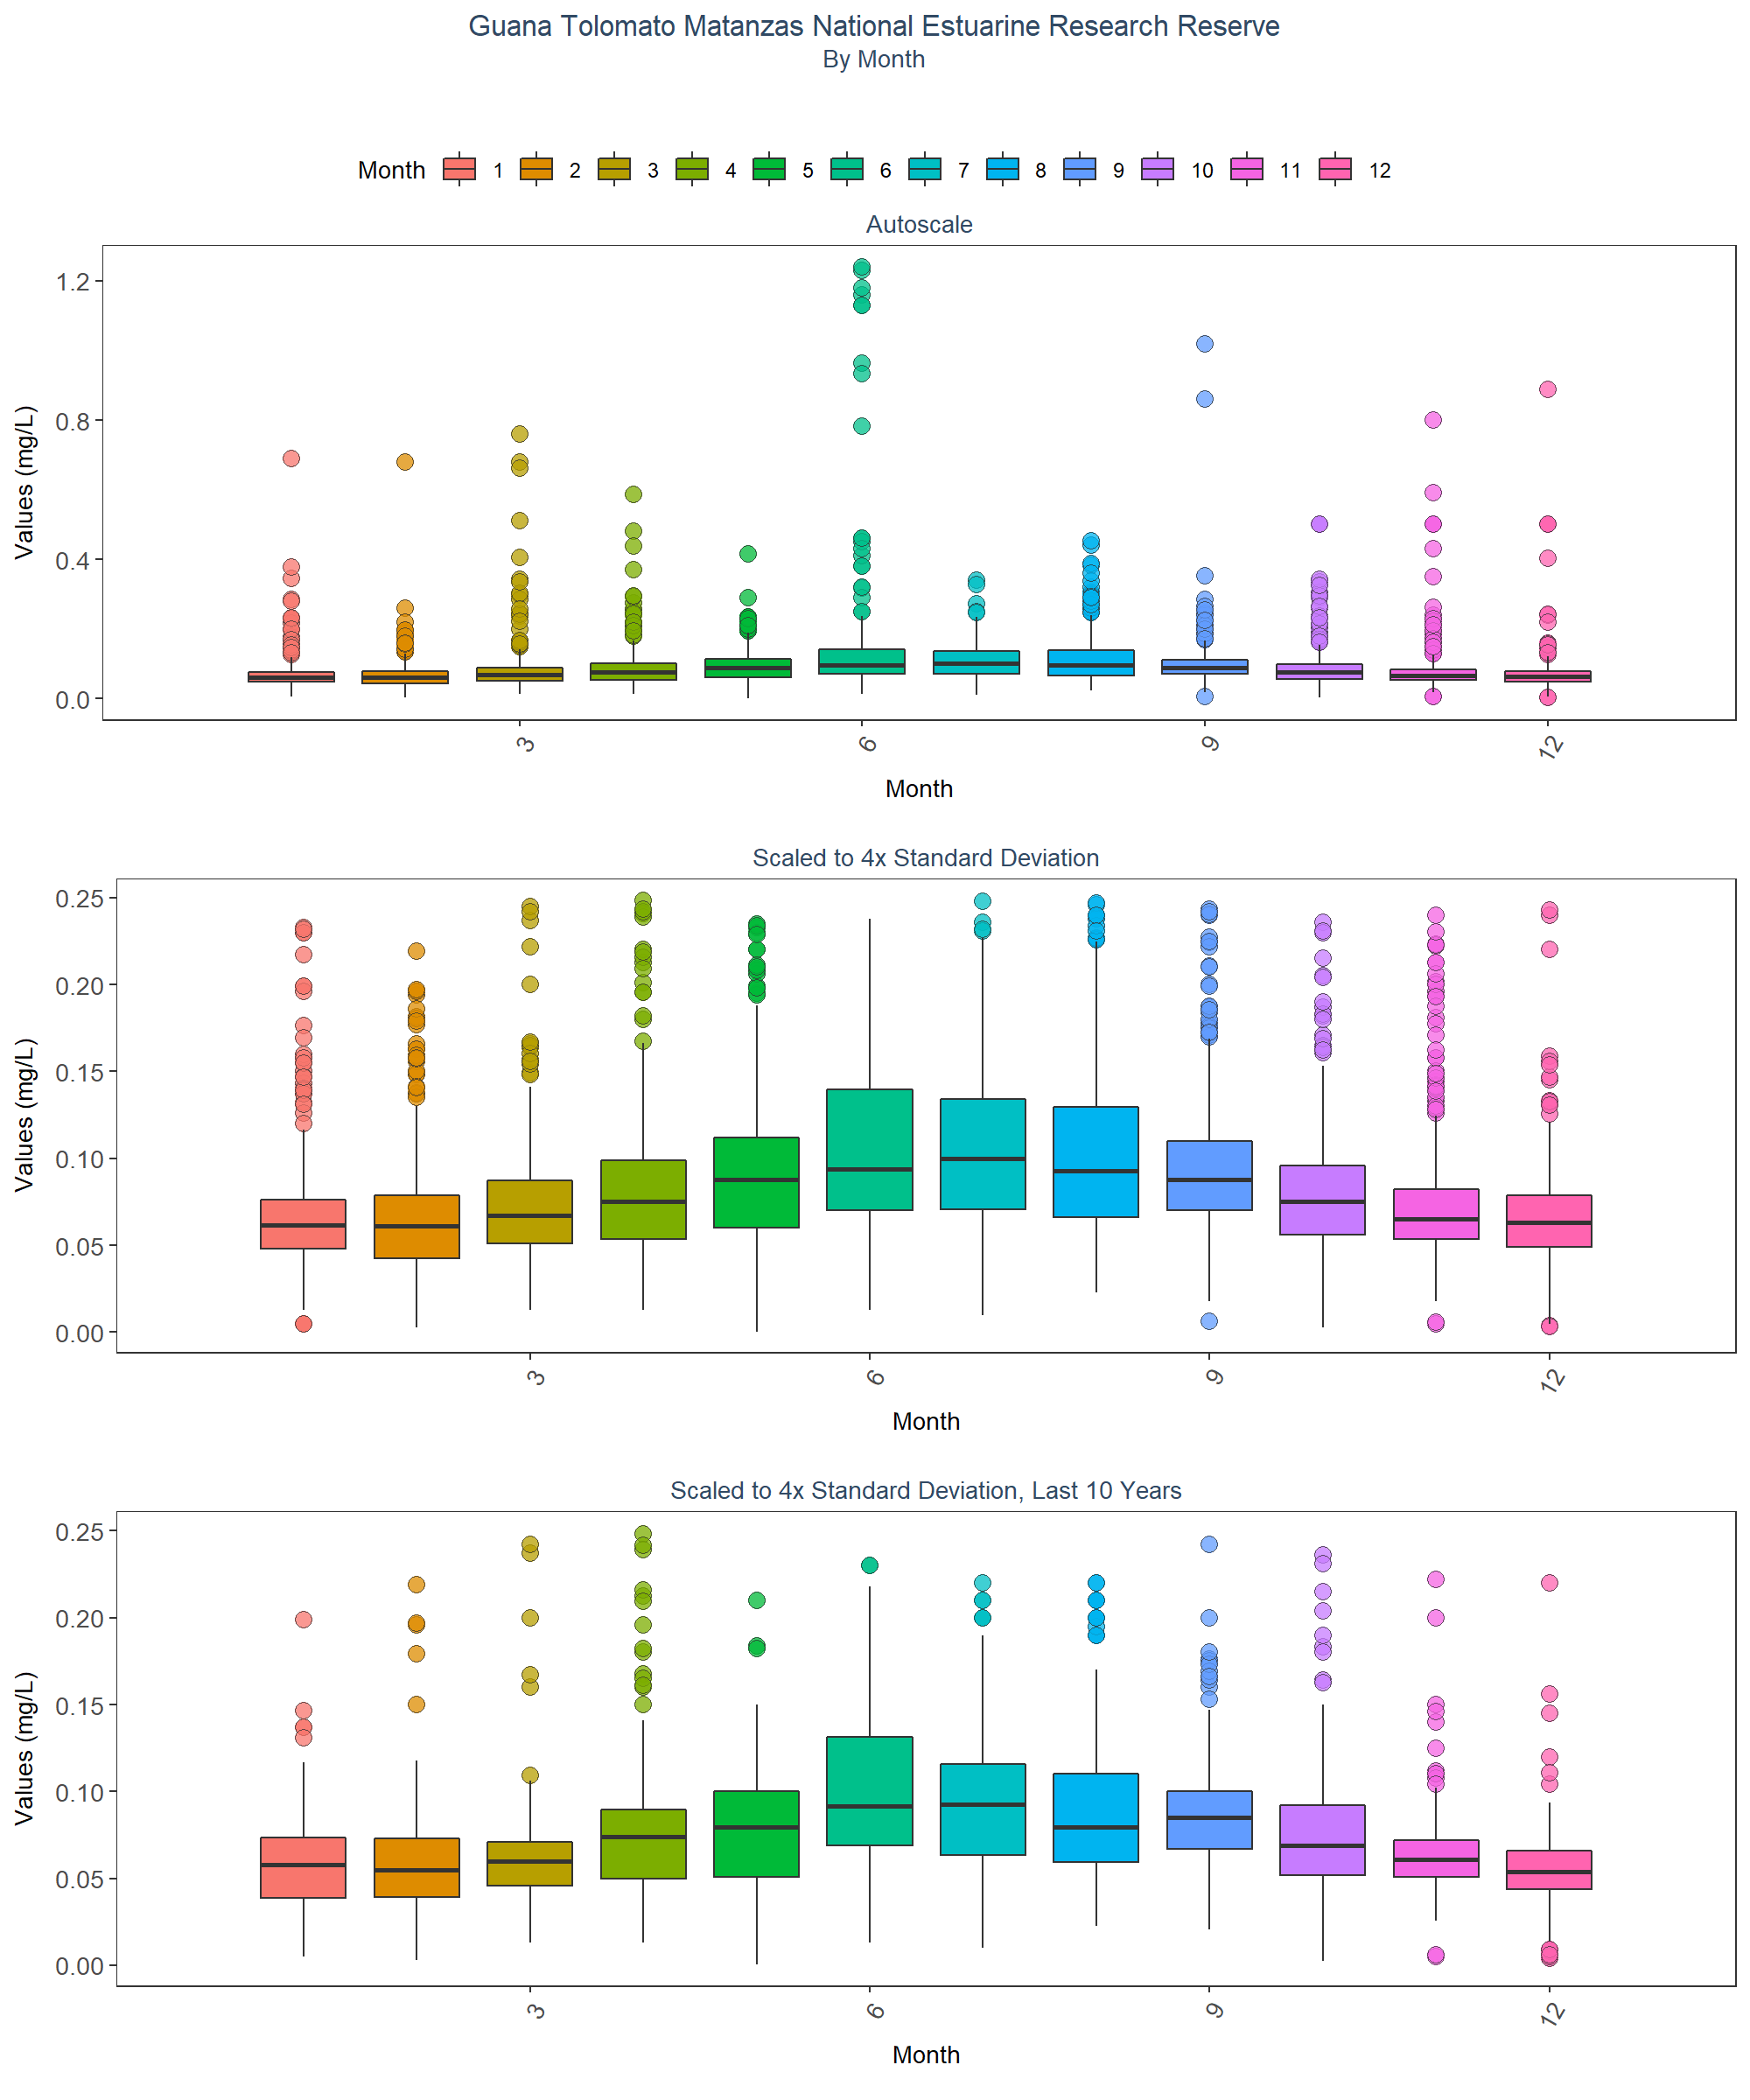 Guana Tolomato Matanzas National Estuarine Research Reserve
By Month
Month 1 2 3 4 5 6 7 8 9 10 11 12
Autoscale
Values (mg/L)
1.2
0.8
0.4
0.0
3 6 9 12
Month
Scaled to 4x Standard Deviation
Values (mg/L)
0.25
0.20
0.15
0.10
0.05
0.00
3 6 9 12
Month
Scaled to 4x Standard Deviation, Last 10 Years
Values (mg/L)
0.25
0.20
0.15
0.10
0.05
0.00
3 6 9 12
Month